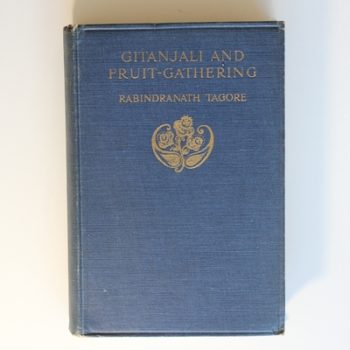 GITANJALI AND
FRUIT-GATHERING
RABINDRANATH TAGORE